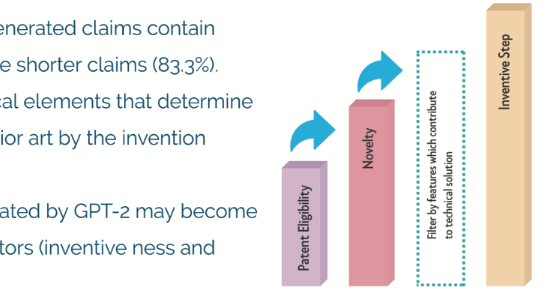 enerated claims contain
e shorter claims (83.3%).
cal elements that determine
ior art by the invention
ated by GPT-2 may become
tors (inventive ness and
Patent Eligibility
Novelty
Filter by features which contribute
to technical solution
Inventive Step